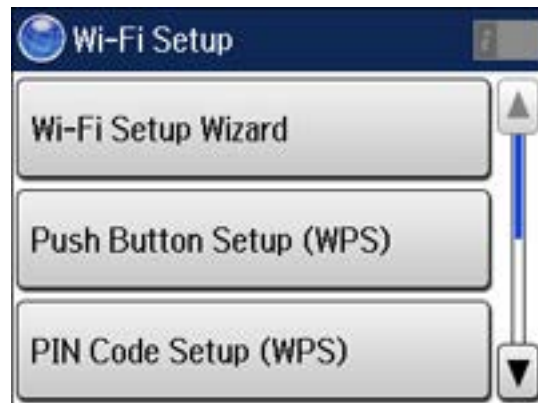 Wi-Fi Setup
Wi-Fi Setup Wizard
Push Button Setup (WPS)
PIN Code Setup (WPS)